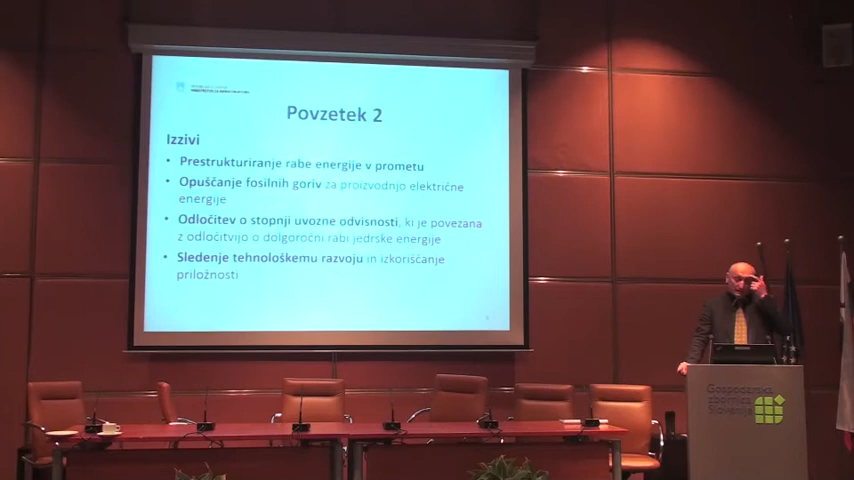 Povzetek 2
Izzivi
• Prestrukturiranje rabe energije v prometu
• Opuščanje fosilnih goriv za proizvodnjo električne
energije
• Odločitev o stopnji uvozne odvisnosti, ki je povezana
z odločitvijo o dolgoročni rabi jedrske energije
• Sledenje tehnološkemu razvoju in izkoriščanje
priložnosti
Gospodarska
zbornica
Slovenije